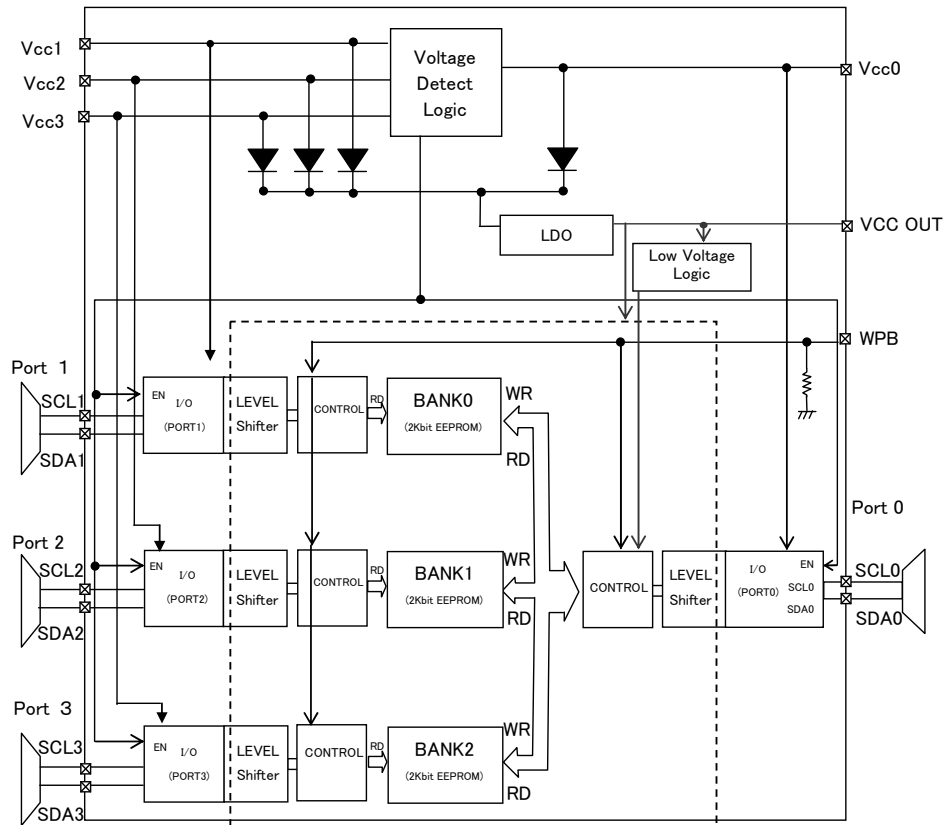 Vcc1
Vcc2
Vcc3
Voltage
Detect
Logic
Vcc0
LDO
VCC OUT
Low Voltage
Logic
WPB
Port 1
SCL1
SDA1
EN
I/O
(PORT1)
LEVEL
Shifter
CONTROL
RD
BANK0
(2Kbit EEPROM)
WR
RD
Port 2
SCL2
SDA2
EN
I/O
(PORT2)
LEVEL
Shifter
CONTROL
RD
BANK1
(2Kbit EEPROM)
WR
RD
CONTROL
LEVEL
Shifter
I/O
(PORT0)
EN
SCL0
SDA0
Port 0
SCL0
SDA0
Port 3
SCL3
SDA3
EN
I/O
(PORT3)
LEVEL
Shifter
CONTROL
RD
BANK2
(2Kbit EEPROM)
WR
RD